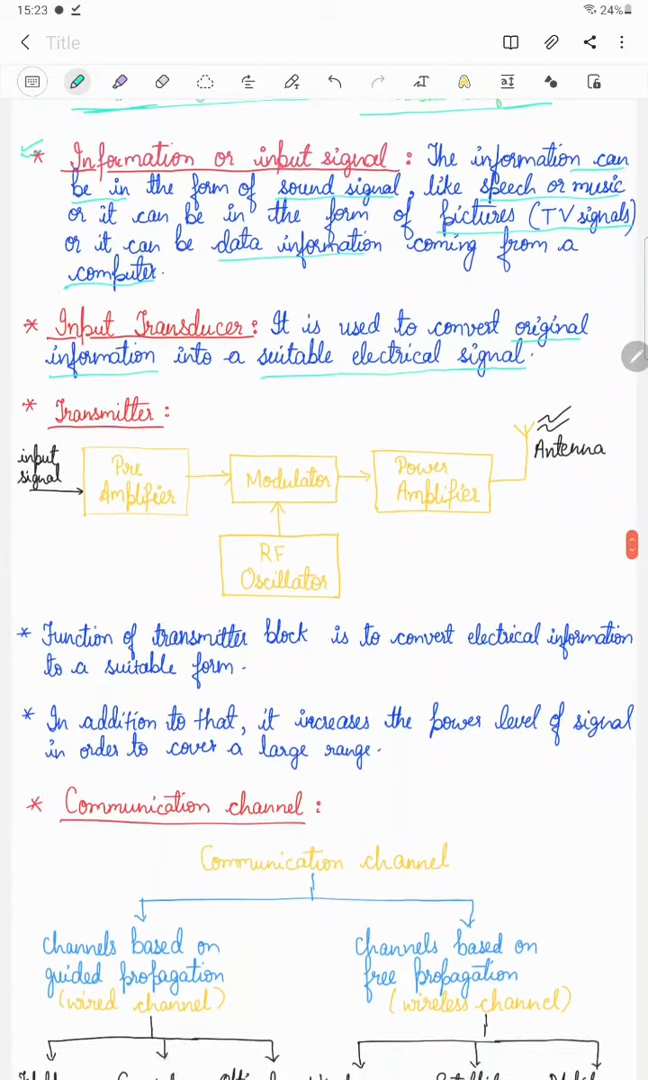 15:23
24%
Title
* Information or input signal : The information can
be in the form of sound signal, like speech or music
or it can be in the form of pictures (TV signals)
or it can be data information coming from a
computer.
* Input Transducer : It is used to convert original
information into a suitable electrical signal.
* Transmitter :
input
signal
Pre
Amplifier
Modulator
Power
Amplifier
Antenna
RF
Oscillator
* Function of transmitter block is to convert electrical information
to a suitable form.
* In addition to that, it increases the power level of signal
in order to cover a large range.
* Communication channel :
Communication channel
Channels based on
guided propagation
(wired channel)
Channels based on
free propagation
(wireless channel)